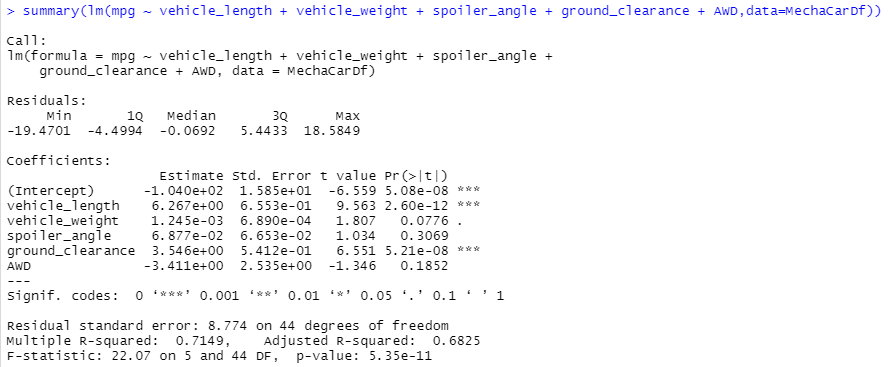 > summary(lm(mpg ~ vehicle_length + vehicle_weight + spoiler_angle + ground_clearance + AWD,data=MechaCarDf))

Call:
lm(formula = mpg ~ vehicle_length + vehicle_weight + spoiler_angle +
    ground_clearance + AWD, data = MechaCarDf)

Residuals:
     Min       1Q   Median       3Q      Max
-19.4701  -4.4994  -0.0692   5.4433  18.5849

Coefficients:
                   Estimate Std. Error t value Pr(>|t|)
(Intercept)      -1.040e+02  1.585e+01  -6.559 5.08e-08 ***
vehicle_length    6.267e+00  6.553e-01   9.563 2.60e-12 ***
vehicle_weight    1.245e-03  6.890e-04   1.807   0.0776 .
spoiler_angle     6.877e-02  6.653e-02   1.034   0.3069
ground_clearance  3.546e+00  5.412e-01   6.551 5.21e-08 ***
AWD              -3.411e+00  2.535e+00  -1.346   0.1852
---
Signif. codes:  0 ‘***’ 0.001 ‘**’ 0.01 ‘*’ 0.05 ‘.’ 0.1 ‘ ’ 1

Residual standard error: 8.774 on 44 degrees of freedom
Multiple R-squared:  0.7149,    Adjusted R-squared:  0.6825
F-statistic: 22.07 on 5 and 44 DF,  p-value: 5.35e-11